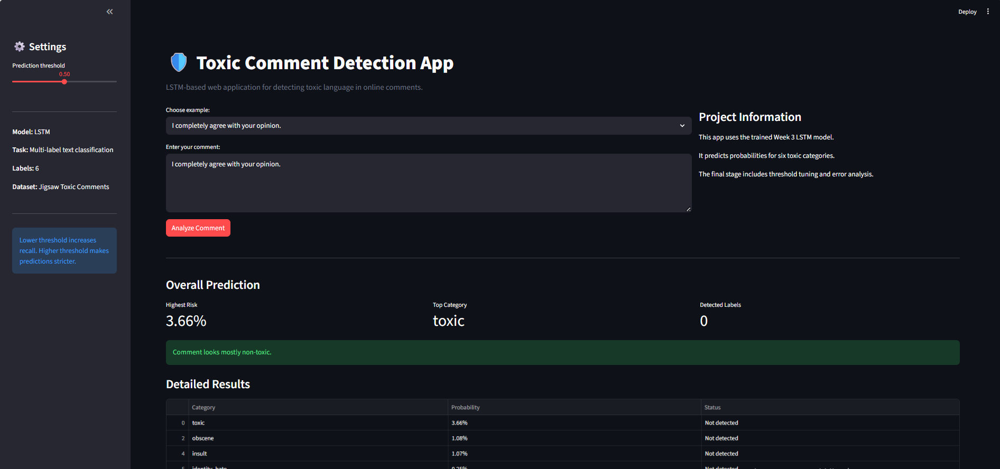 Deploy
Settings
Prediction threshold
0.50
Model: LSTM
Task: Multi-label text classification
Labels: 6
Dataset: Jigsaw Toxic Comments
Lower threshold increases
recall. Higher threshold makes
predictions stricter.
Toxic Comment Detection App
LSTM-based web application for detecting toxic language in online comments.
Choose example:
I completely agree with your opinion.
Enter your comment:
I completely agree with your opinion.
Analyze Comment
Project Information
This app uses the trained Week 3 LSTM model.
It predicts probabilities for six toxic categories.
The final stage includes threshold tuning and error analysis.
Overall Prediction
Highest Risk
3.66%
Top Category
toxic
Detected Labels
0
Comment looks mostly non-toxic.
Detailed Results
Category Probability Status
0 toxic 3.66% Not detected
2 obscene 1.08% Not detected
4 insult 1.07% Not detected
5 identity_hate 0.25% Not detected